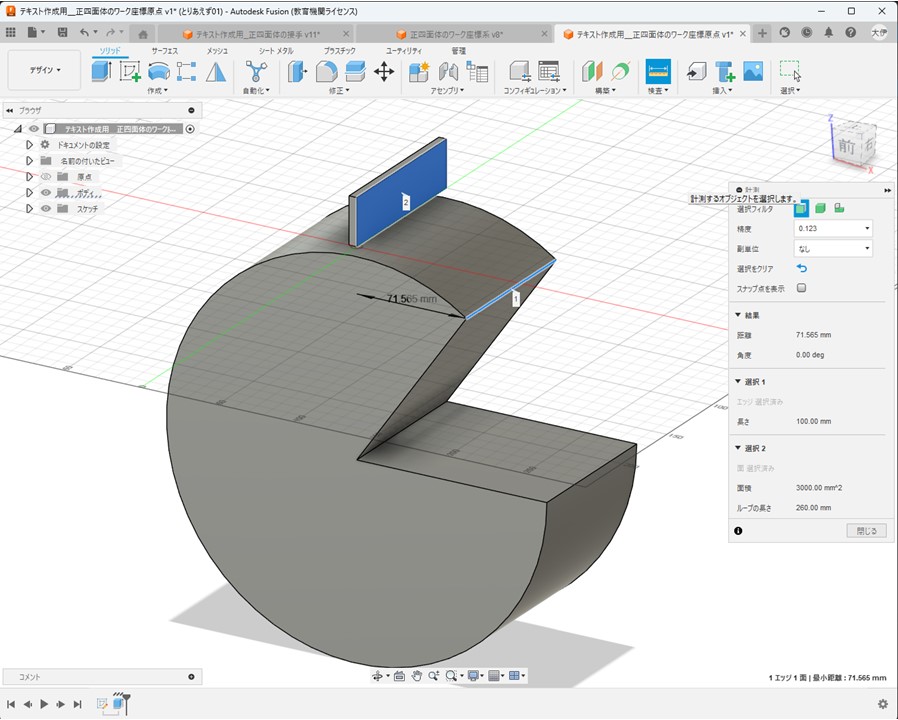 テキスト作成用__正四面体のワーク座標原点 v1* (とりあえず01) - Autodesk Fusion (教育機関ライセンス)
テキスト作成用__正四面体の接手 v11*
正四面体のワーク座標系 v8*
テキスト作成用__正四面体のワーク座標原点 v1*
大伊
ソリッド
サーフェス
メッシュ
シート メタル
プラスチック
ユーティリティ
管理
デザイン
作成
自動化
修正
アセンブリ
コンフィギュレーション
構築
検査
挿入
選択
ブラウザ
テキスト作成用__正四面体のワーク...
ドキュメントの設定
名前の付いたビュー
原点
ボディ
スケッチ
Z
前
右
X
計測
計測するオブジェクトを選択します。
選択フィルタ
精度
0.123
副単位
なし
選択をクリア
スナップ点を表示
結果
距離
71.565 mm
角度
0.00 deg
選択 1
エッジ 選択済み
長さ
100.00 mm
選択 2
面 選択済み
面積
3000.00 mm^2
ループの長さ
260.00 mm
閉じる
2
1
71.565 mm
コメント
1 エッジ 1 面 | 最小距離 : 71.565 mm